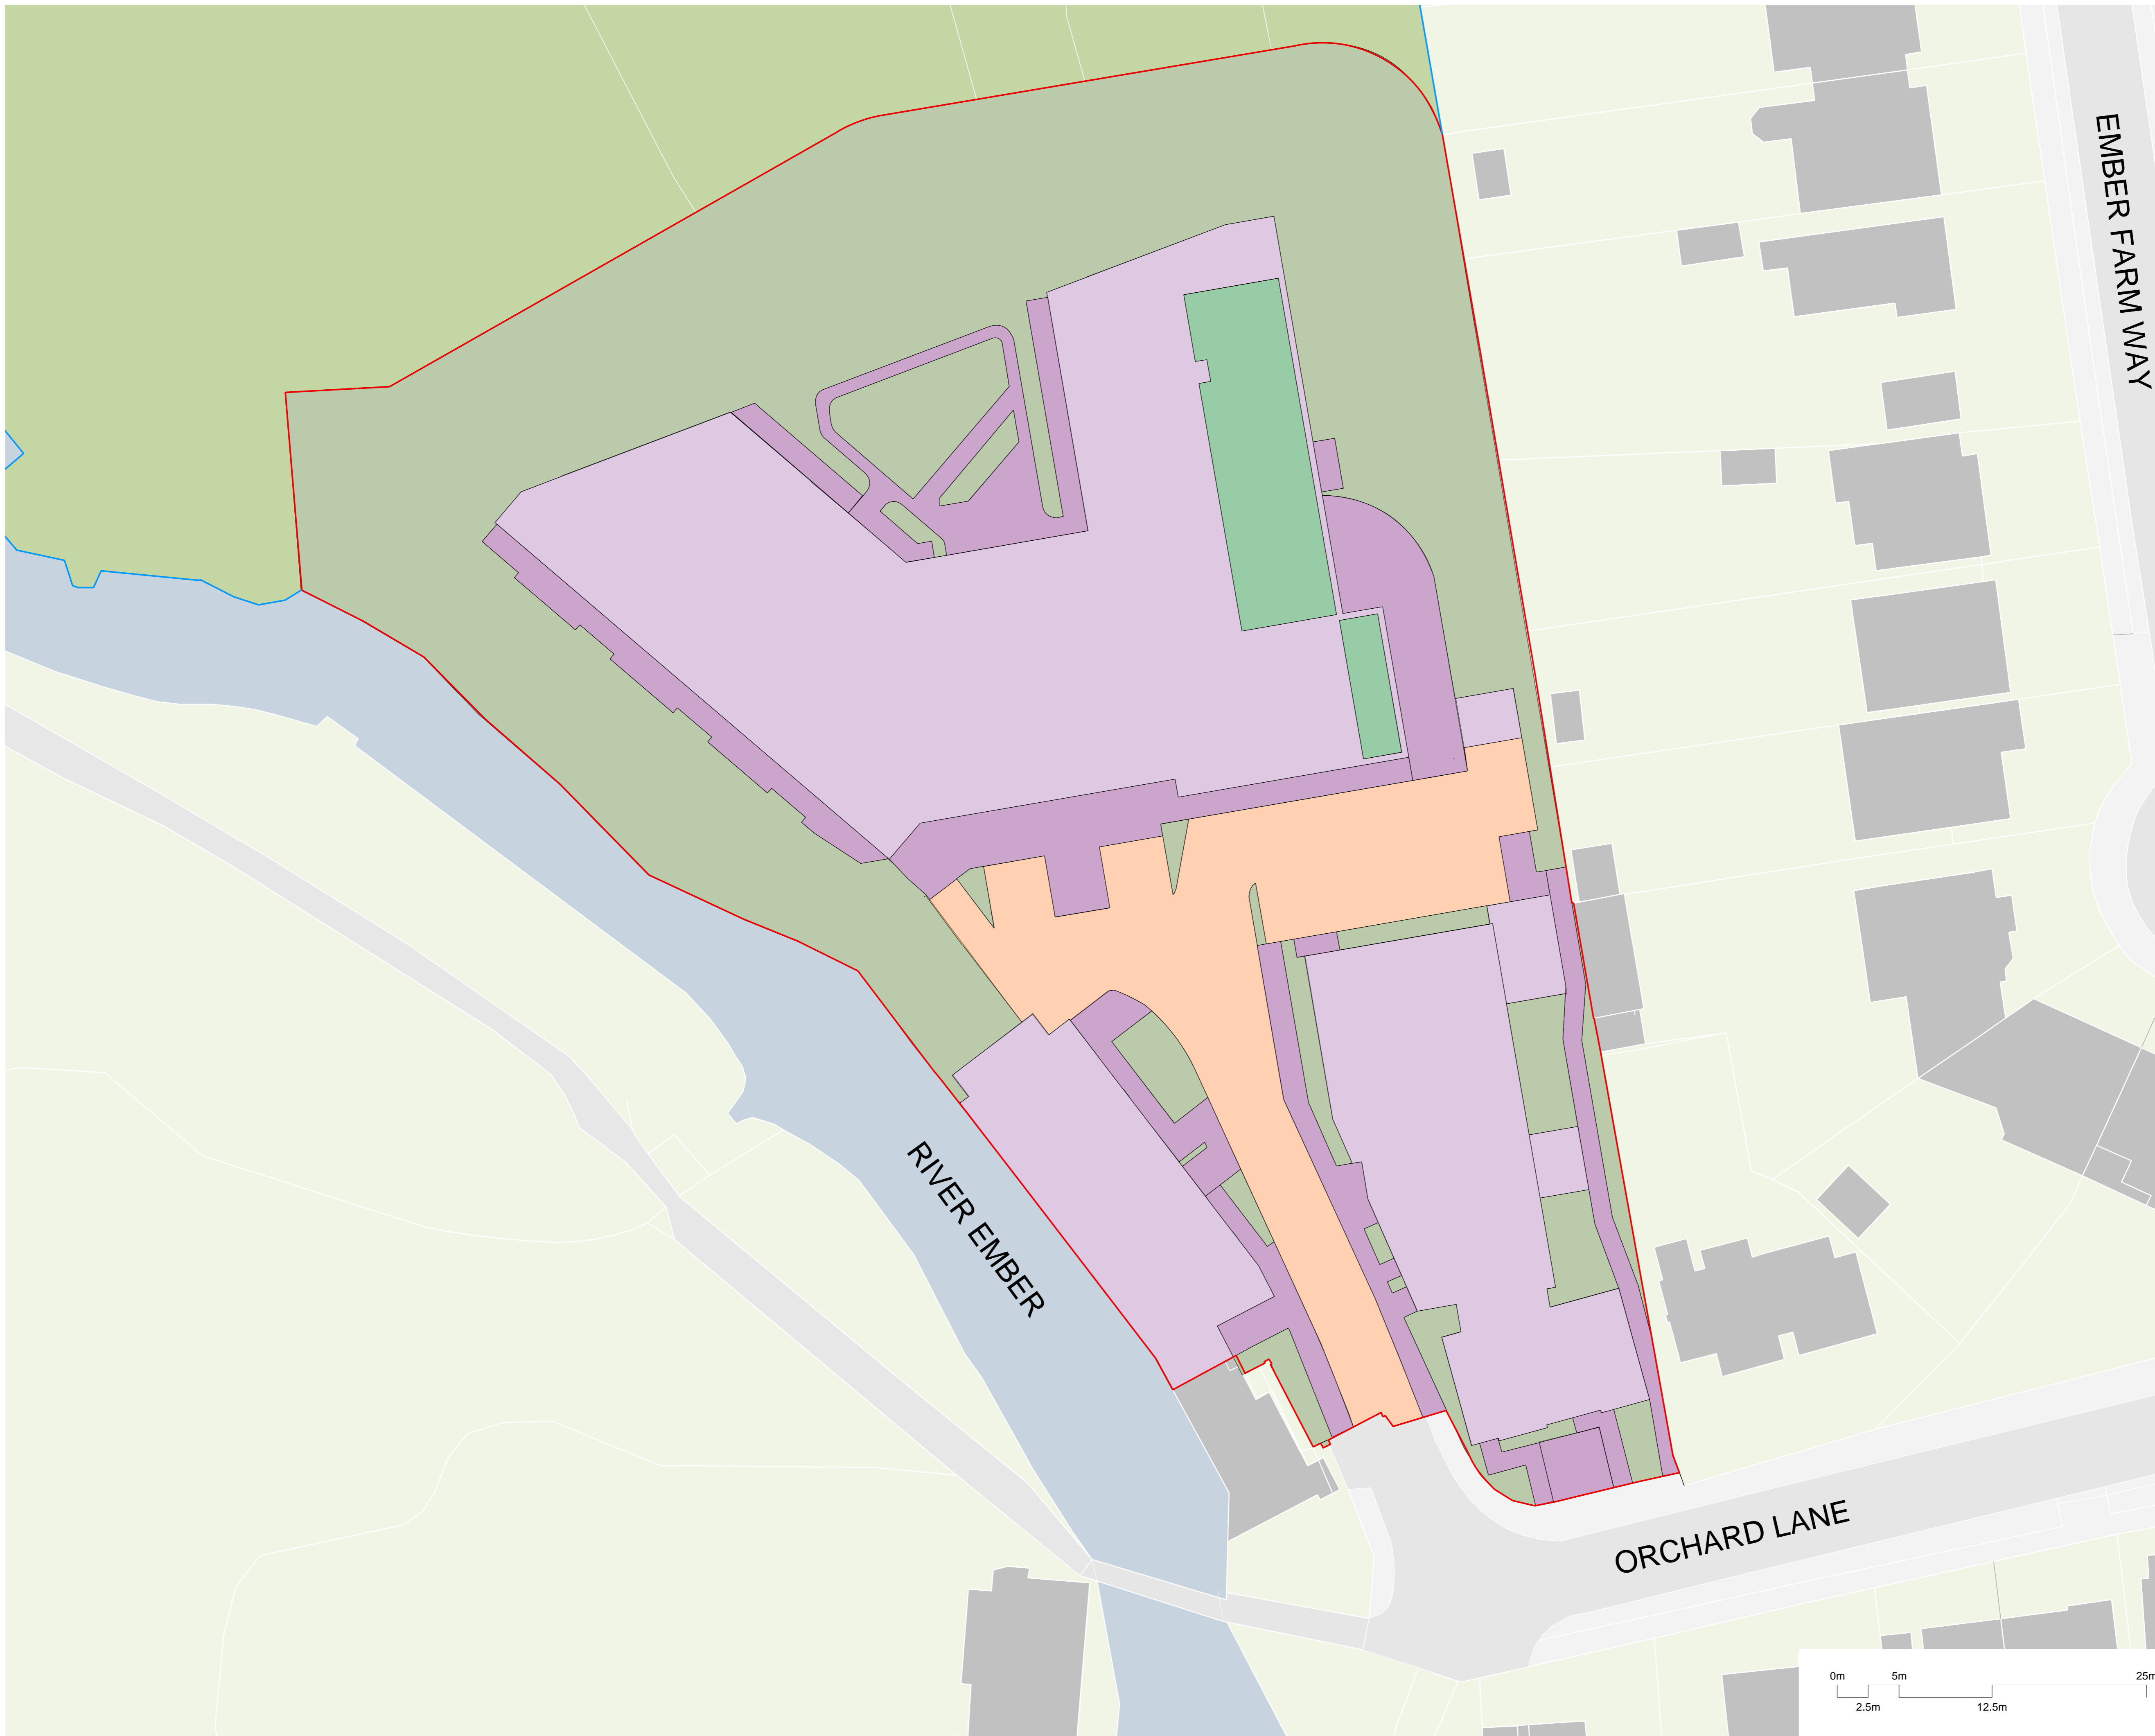 EMBER FARM WAY
RIVER EMBER
ORCHARD LANE
0m 5m 25m
2.5m 12.5m